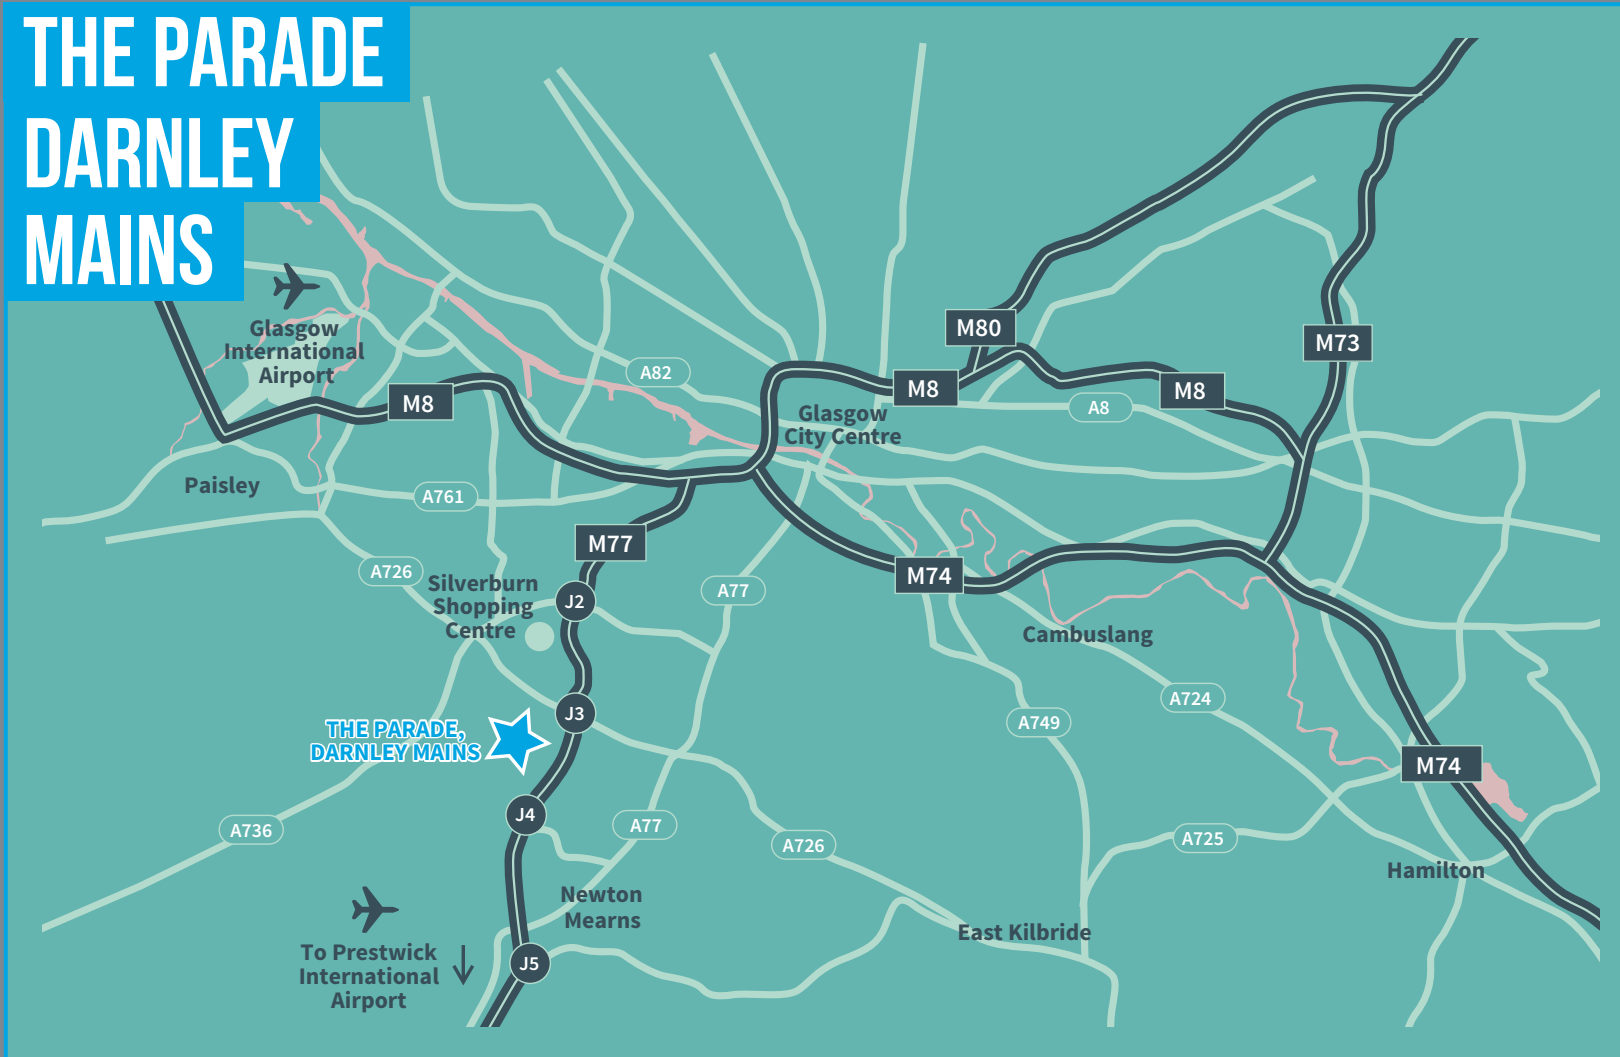 THE PARADE
DARNLEY
MAINS
Glasgow
International
Airport
M80
M73
A82
M8
M8
M8
A8
Glasgow
City Centre
Paisley
A761
M77
A726
Silverburn
Shopping
Centre
J2
A77
M74
Cambuslang
A724
A749
J3
THE PARADE,
DARNLEY MAINS
M74
J4
A77
A736
A726
A725
Hamilton
Newton
Mearns
East Kilbride
To Prestwick
International
Airport
J5